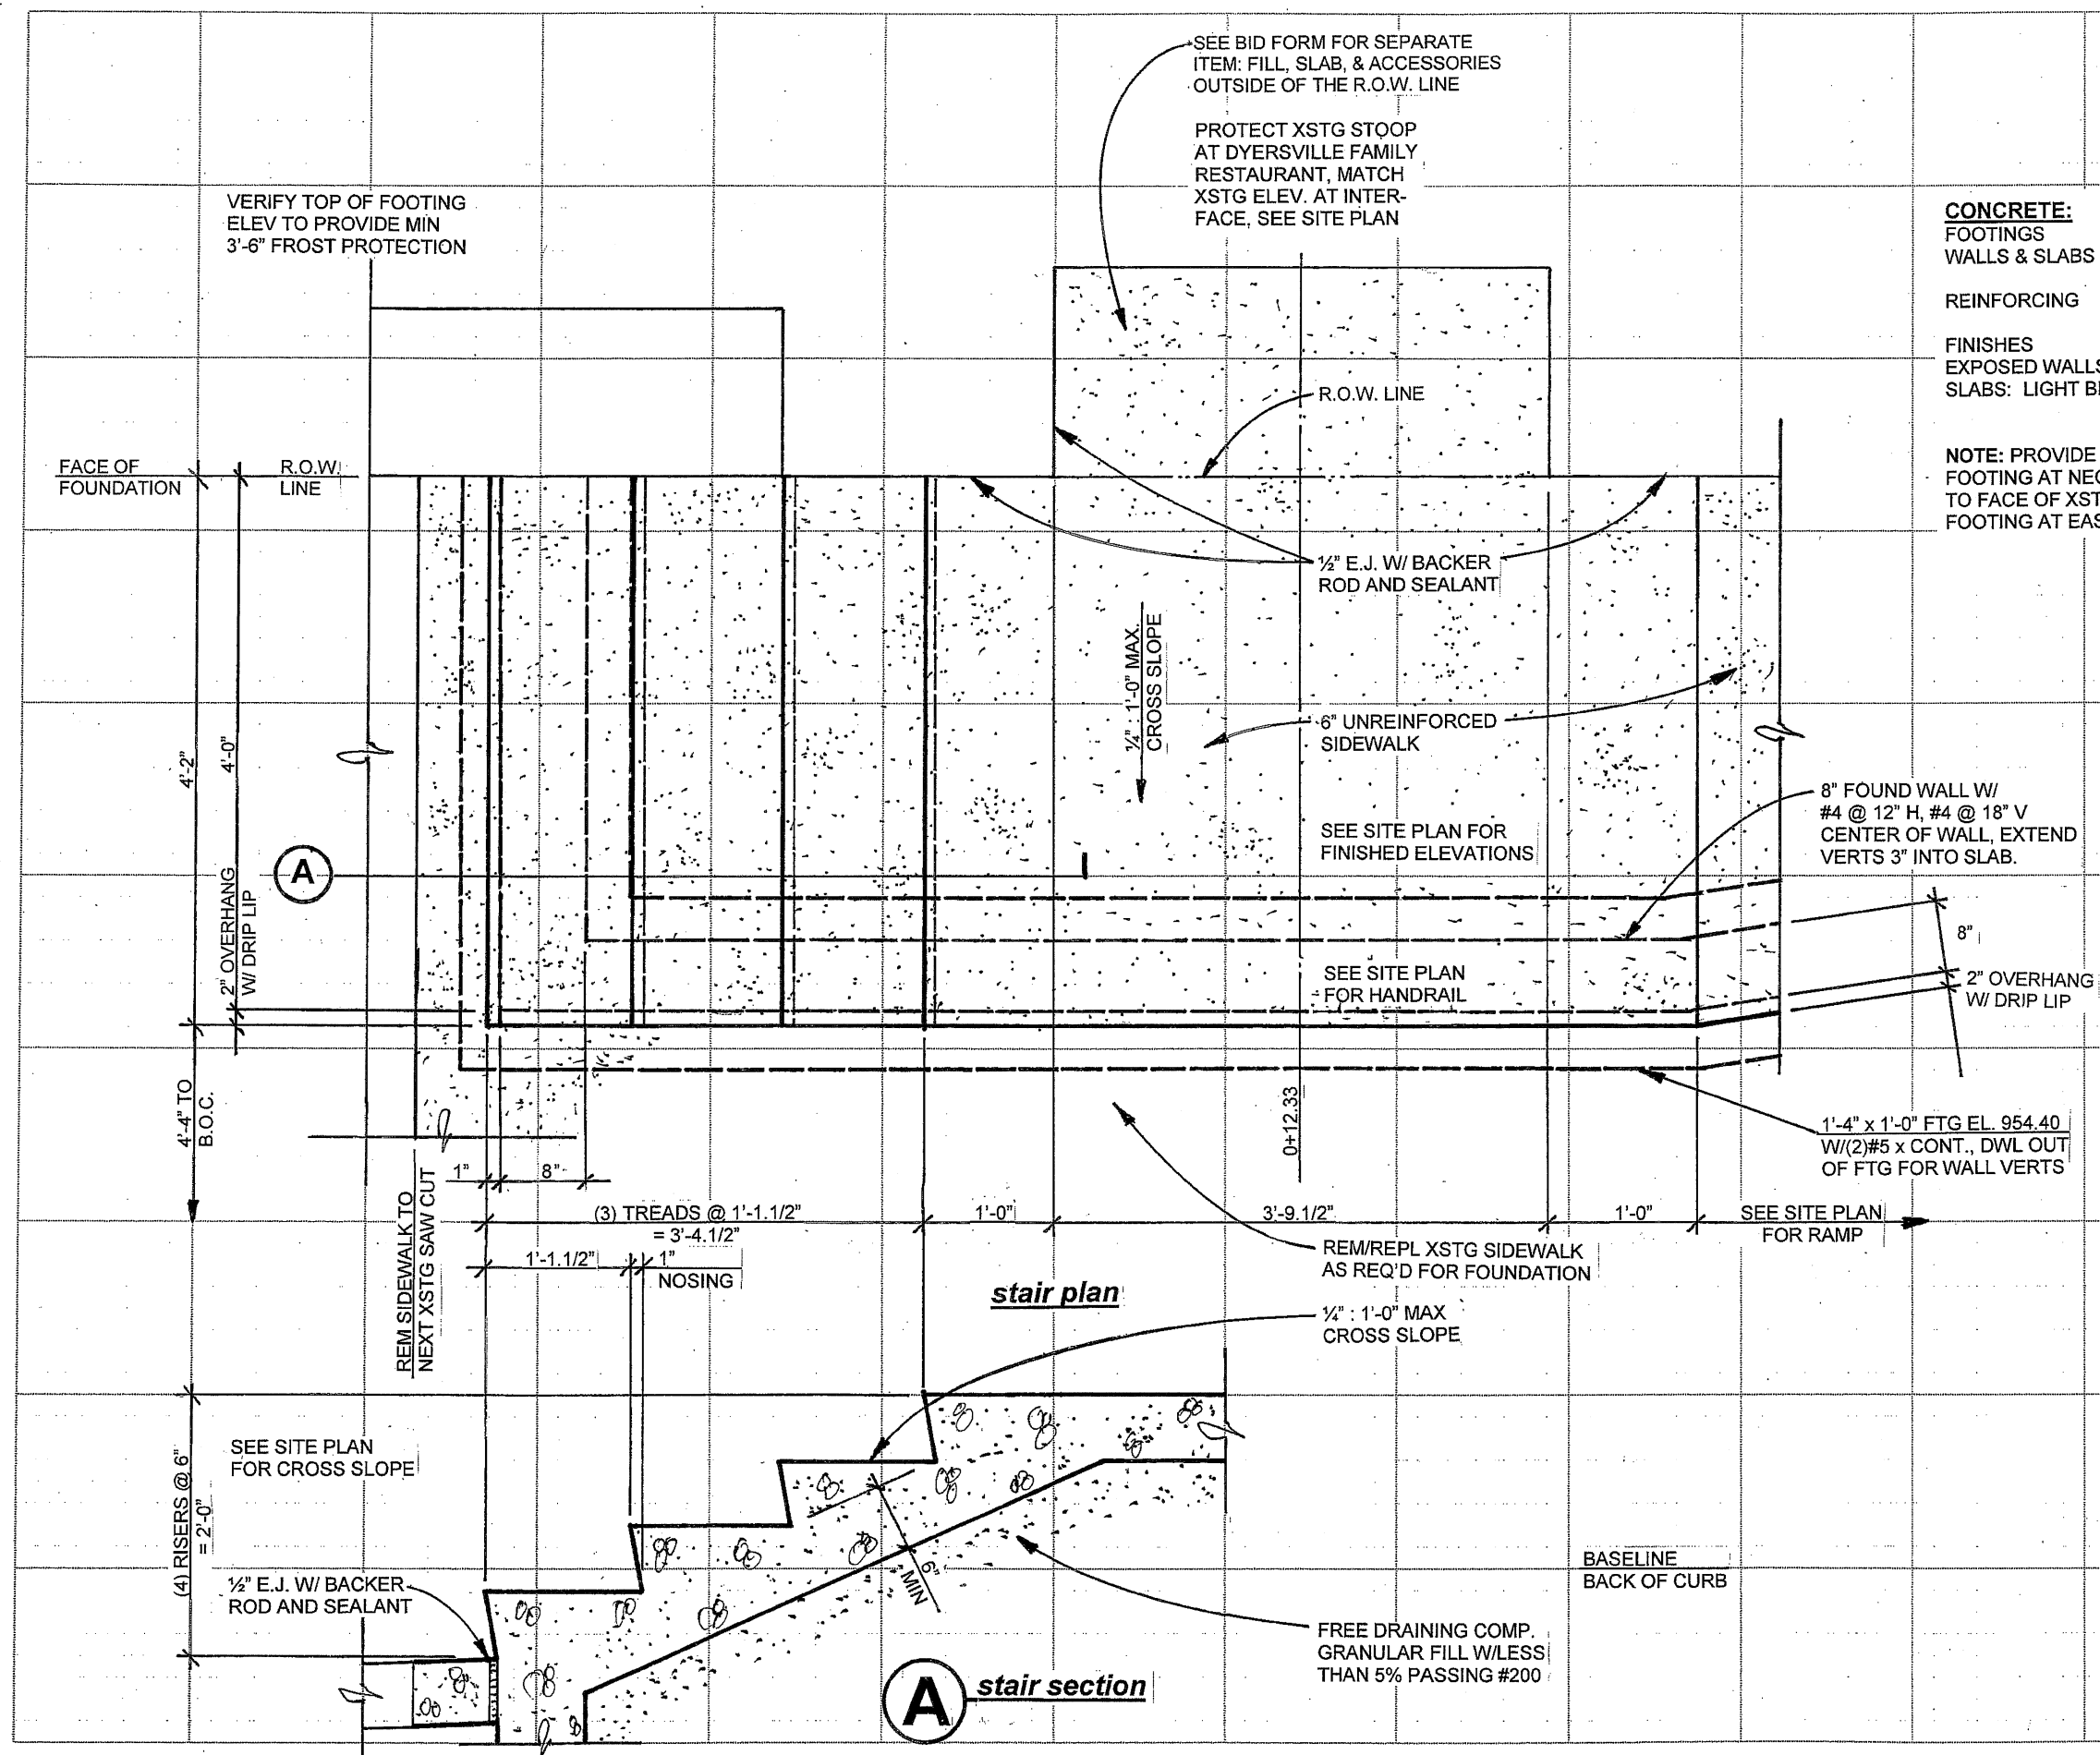 SEE BID FORM FOR SEPARATE
ITEM: FILL, SLAB, & ACCESSORIES
OUTSIDE OF THE R.O.W. LINE
PROTECT XSTG STOOP
AT DYERSVILLE FAMILY
RESTAURANT, MATCH
XSTG ELEV. AT INTER-
FACE, SEE SITE PLAN
VERIFY TOP OF FOOTING
ELEV TO PROVIDE MIN
3'-6" FROST PROTECTION
CONCRETE:
FOOTINGS
WALLS & SLABS
REINFORCING
FINISHES
EXPOSED WALLS
SLABS: LIGHT
NOTE: PROVIDE
FOOTING AT
TO FACE OF
FOOTING AT
R.O.W. LINE
FACE OF
FOUNDATION
R.O.W.
LINE
½" E.J. W/ BACKER
ROD AND SEALANT
¼" : 1'-0" MAX.
CROSS SLOPE
6" UNREINFORCED
SIDEWALK
4'-2"
4'-0"
8" FOUND WALL W/
#4 @ 12" H, #4 @ 18" V
CENTER OF WALL, EXTEND
VERTS 3" INTO SLAB.
SEE SITE PLAN FOR
FINISHED ELEVATIONS
A
2" OVERHANG
W/ DRIP LIP
8"
SEE SITE PLAN
FOR HANDRAIL
2" OVERHANG
W/ DRIP LIP
4'-4" TO
B.O.C.
0+12.33
1'-4" x 1'-0" FTG EL. 954.40
W/(2)#5 x CONT., DWL OUT
OF FTG FOR WALL VERTS
1"
8"
REM SIDEWALK TO
NEXT XSTG SAW CUT
(3) TREADS @ 1'-1.1/2"
= 3'-4.1/2"
1'-0"
3'-9.1/2"
1'-0"
SEE SITE PLAN
FOR RAMP
1'-1.1/2"
1"
NOSING
REM/REPL XSTG SIDEWALK
AS REQ'D FOR FOUNDATION
stair plan
¼" : 1'-0" MAX
CROSS SLOPE
SEE SITE PLAN
FOR CROSS SLOPE
(4) RISERS @ 6"
= 2'-0"
½" E.J. W/ BACKER
ROD AND SEALANT
6"
MIN
BASELINE
BACK OF CURB
FREE DRAINING COMP.
GRANULAR FILL W/LESS
THAN 5% PASSING #200
A
stair section